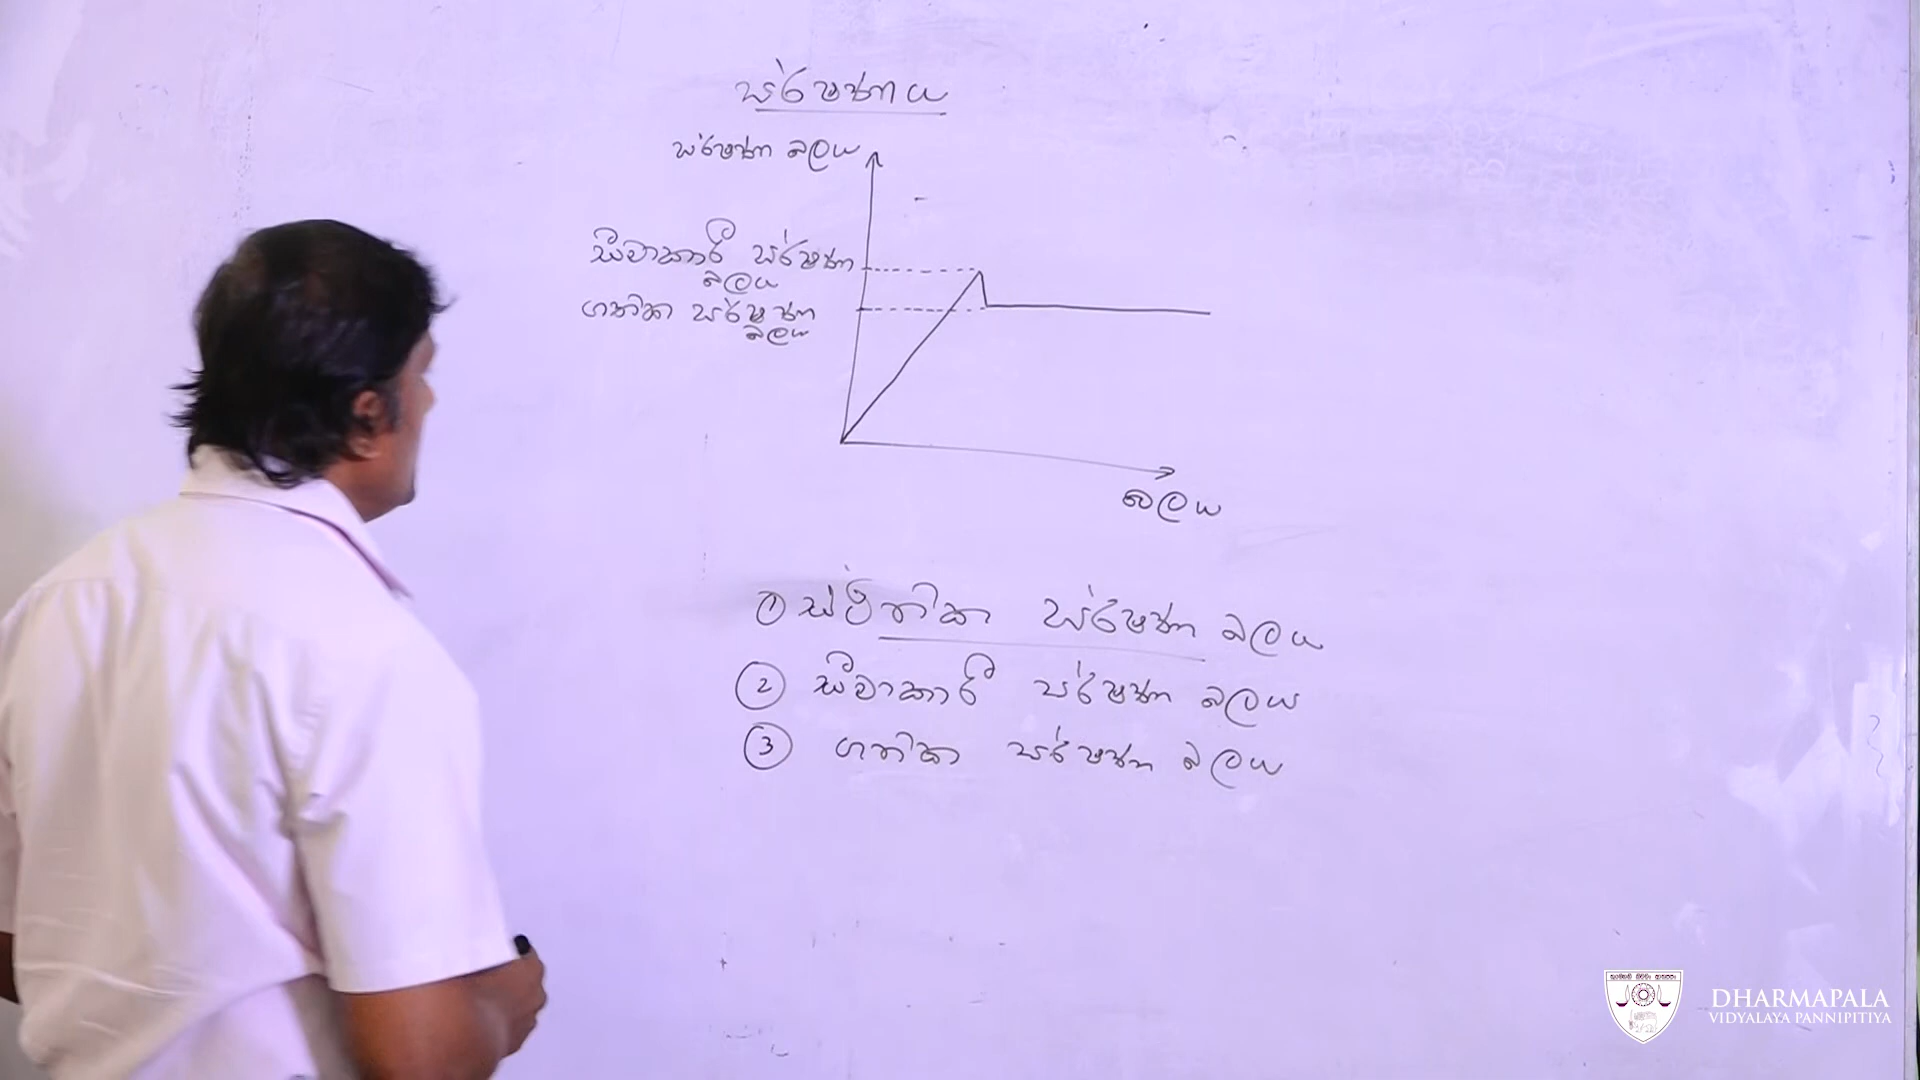 ඝර්ෂණය
ඝර්ෂණ බලය
සීමාකාරී ඝර්ෂණ
බලය
ගතික ඝර්ෂණ
බලය
බලය
① ස්ථිතික ඝර්ෂණ බලය
② සීමාකාරී ඝර්ෂණ බලය
③ ගතික ඝර්ෂණ බලය
DHARMAPALA
VIDYALAYA PANNIPITIYA